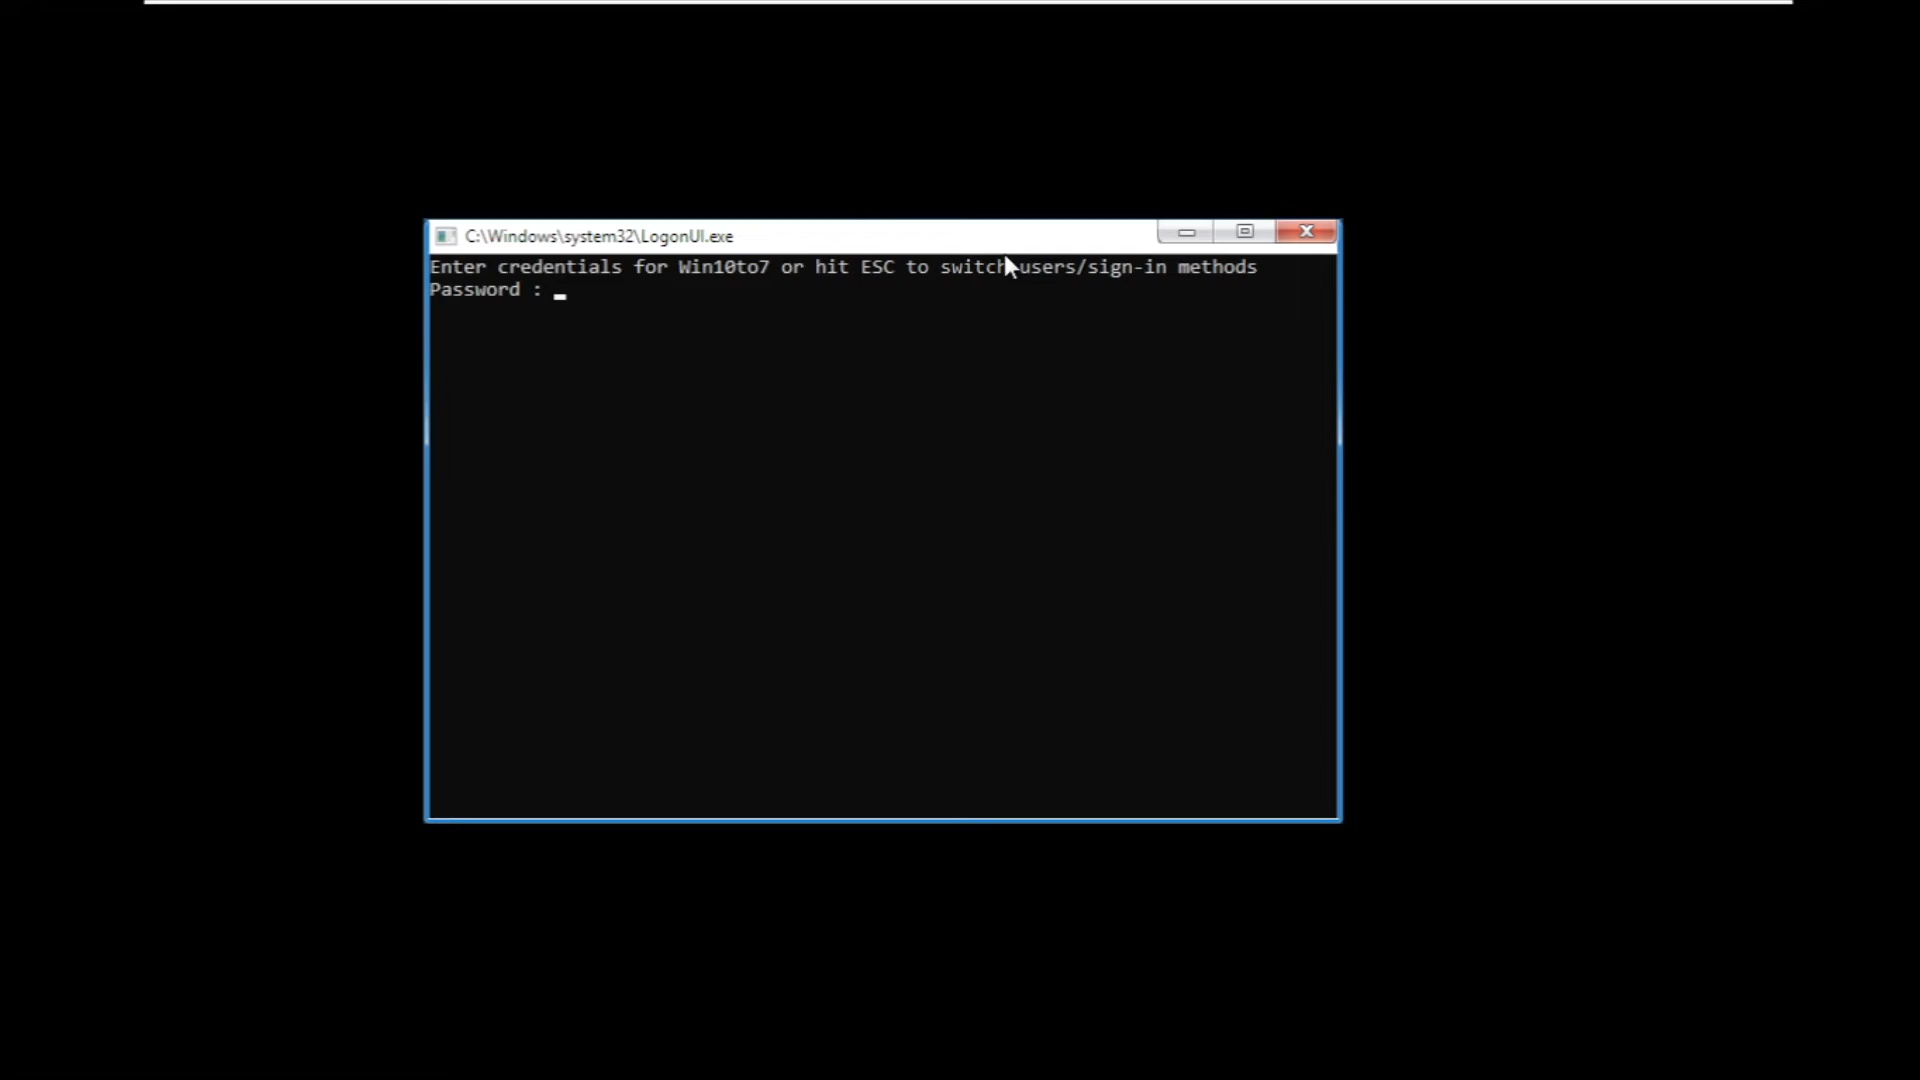 C:\Windows\system32\LogonUI.exe
Enter credentials for Win10to7 or hit ESC to switch users/sign-in methods
Password :